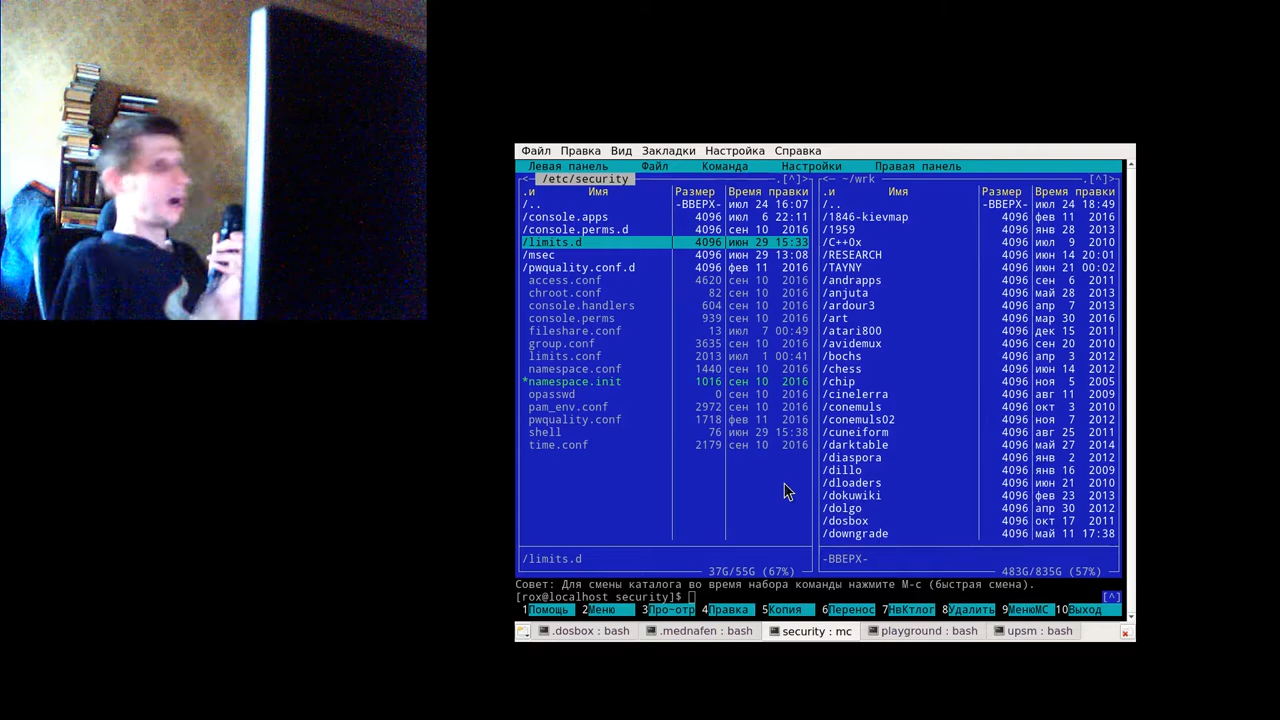 Файл Правка Вид Закладки Настройка Справка
Левая панель Файл Команда Настройки Правая панель
<— /etc/security .[^]> <— ~/wrk .[^]>
.и Имя Размер Время правки .и Имя Размер Время правки
/.. -ВВЕРХ- июл 24 16:07 /.. -ВВЕРХ- июл 24 18:49
/console.apps 4096 июл 6 22:11 /1846-kievmap 4096 фев 11 2016
/console.perms.d 4096 сен 10 2016 /1959 4096 янв 28 2013
/limits.d 4096 июн 29 15:33 /C++0x 4096 июл 9 2010
/msec 4096 июн 29 13:08 /RESEARCH 4096 июн 14 20:01
/pwquality.conf.d 4096 фев 11 2016 /TAYNY 4096 июн 21 00:02
access.conf 4620 сен 10 2016 /andrapps 4096 сен 6 2011
chroot.conf 82 сен 10 2016 /anjuta 4096 май 28 2013
console.handlers 604 сен 10 2016 /ardour3 4096 апр 7 2013
console.perms 939 сен 10 2016 /art 4096 мар 30 2016
fileshare.conf 13 июл 7 00:49 /atari800 4096 дек 15 2011
group.conf 3635 сен 10 2016 /avidemux 4096 сен 20 2010
limits.conf 2013 июл 1 00:41 /bochs 4096 апр 3 2012
namespace.conf 1440 сен 10 2016 /chess 4096 июн 14 2012
*namespace.init 1016 сен 10 2016 /chip 4096 ноя 5 2005
opasswd 0 сен 10 2016 /cinelerra 4096 авг 11 2009
pam_env.conf 2972 сен 10 2016 /conemuls 4096 окт 3 2010
pwquality.conf 1718 фев 11 2016 /conemuls02 4096 ноя 7 2012
shell 76 июн 29 15:38 /cuneiform 4096 авг 25 2011
time.conf 2179 сен 10 2016 /darktable 4096 май 27 2014
/diaspora 4096 янв 2 2012
/dillo 4096 янв 16 2009
/dloaders 4096 июн 21 2010
/dokuwiki 4096 фев 23 2013
/dolgo 4096 апр 30 2012
/dosbox 4096 окт 17 2011
/downgrade 4096 май 11 17:38
/limits.d -ВВЕРХ-
37G/55G (67%) 483G/835G (57%)
Совет: Для смены каталога во время набора команды нажмите M-c (быстрая смена).
[rox@localhost security]$ [^]
1Помощь 2Меню 3Про~отр 4Правка 5Копия 6Перенос 7НвКтлог 8Удалить 9МенюМС 10Выход
.dosbox : bash .mednafen : bash security : mc playground : bash upsm : mc